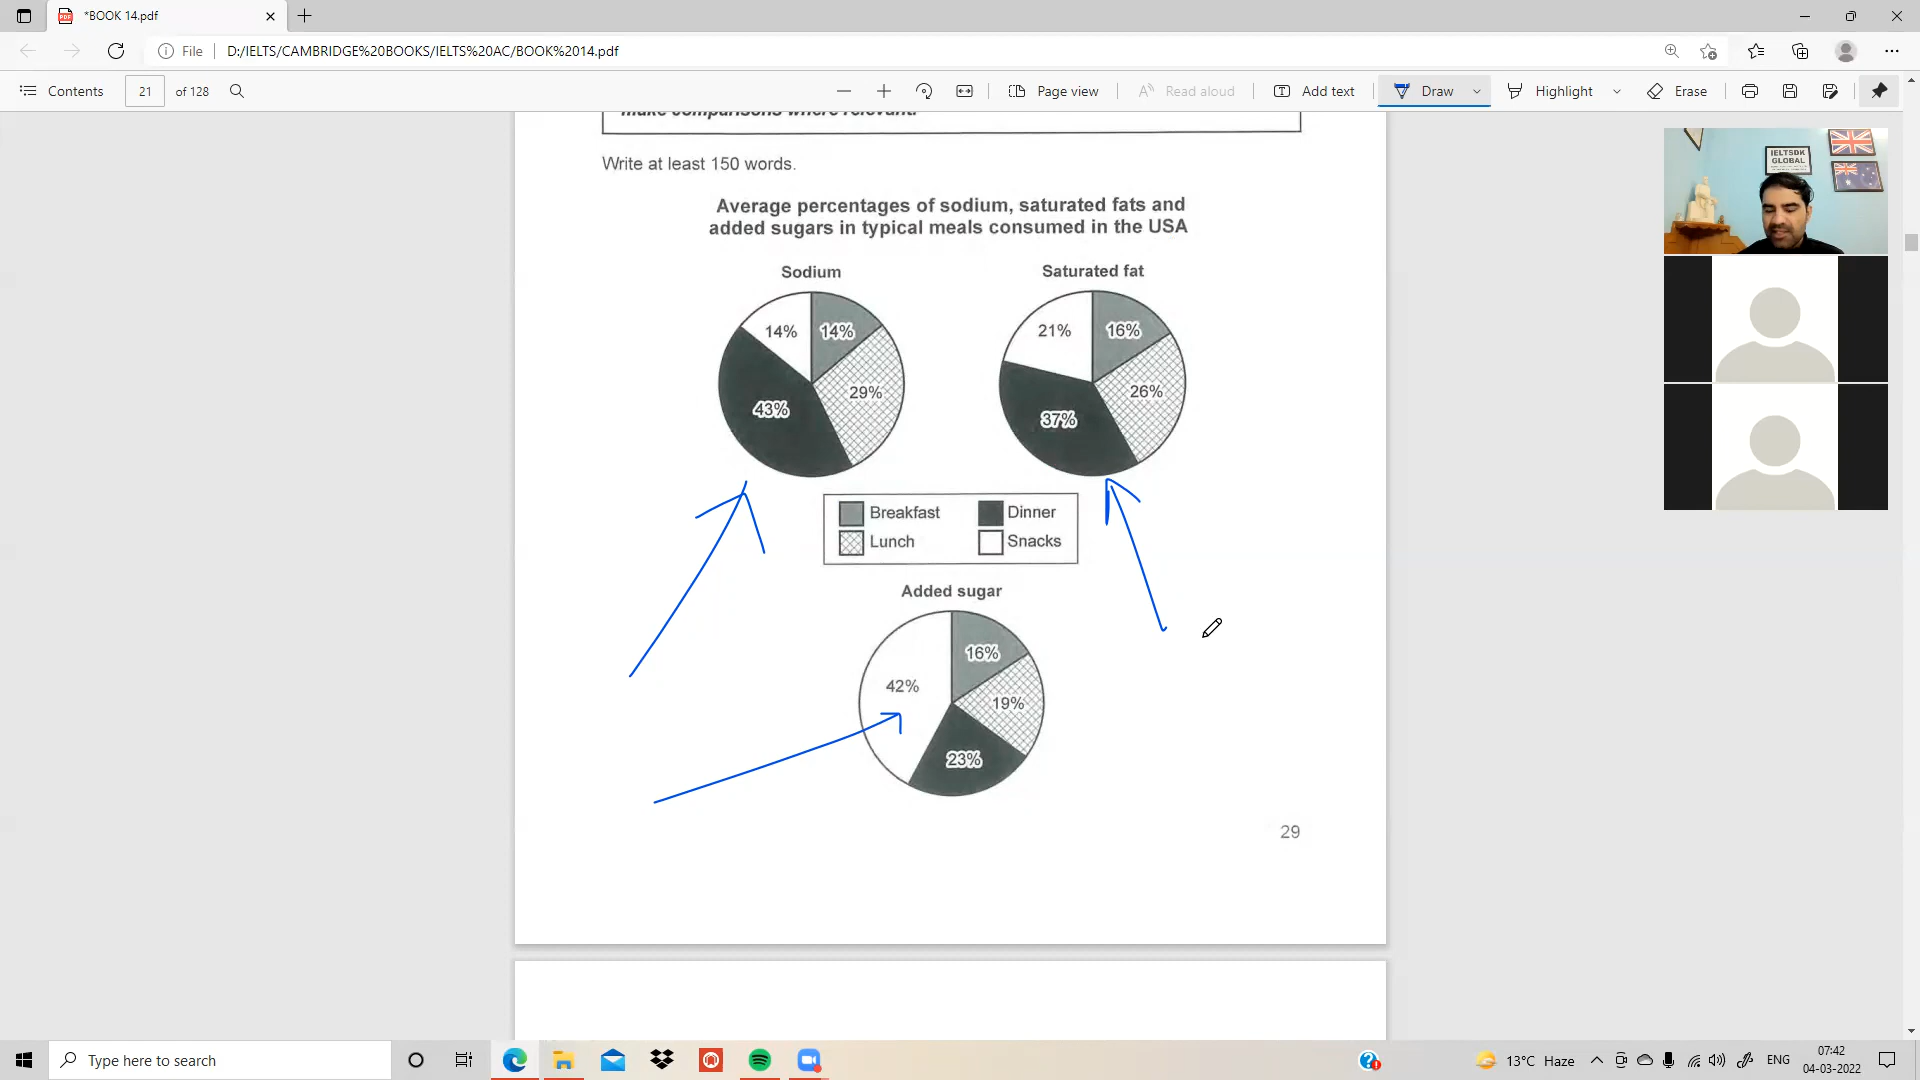 *BOOK 14.pdf
File
D:/IELTS/CAMBRIDGE%20BOOKS/IELTS%20AC/BOOK%2014.pdf
Contents
21
of 128
Page view
Read aloud
Add text
Draw
Highlight
Erase
make comparisons where relevant.
Write at least 150 words.
Average percentages of sodium, saturated fats and
added sugars in typical meals consumed in the USA
Sodium
Saturated fat
14%
14%
29%
43%
21%
16%
26%
37%
Breakfast
Dinner
Lunch
Snacks
Added sugar
16%
42%
19%
23%
29
IELTSDK
GLOBAL
Type here to search
13°C Haze
ENG
07:42
04-03-2022